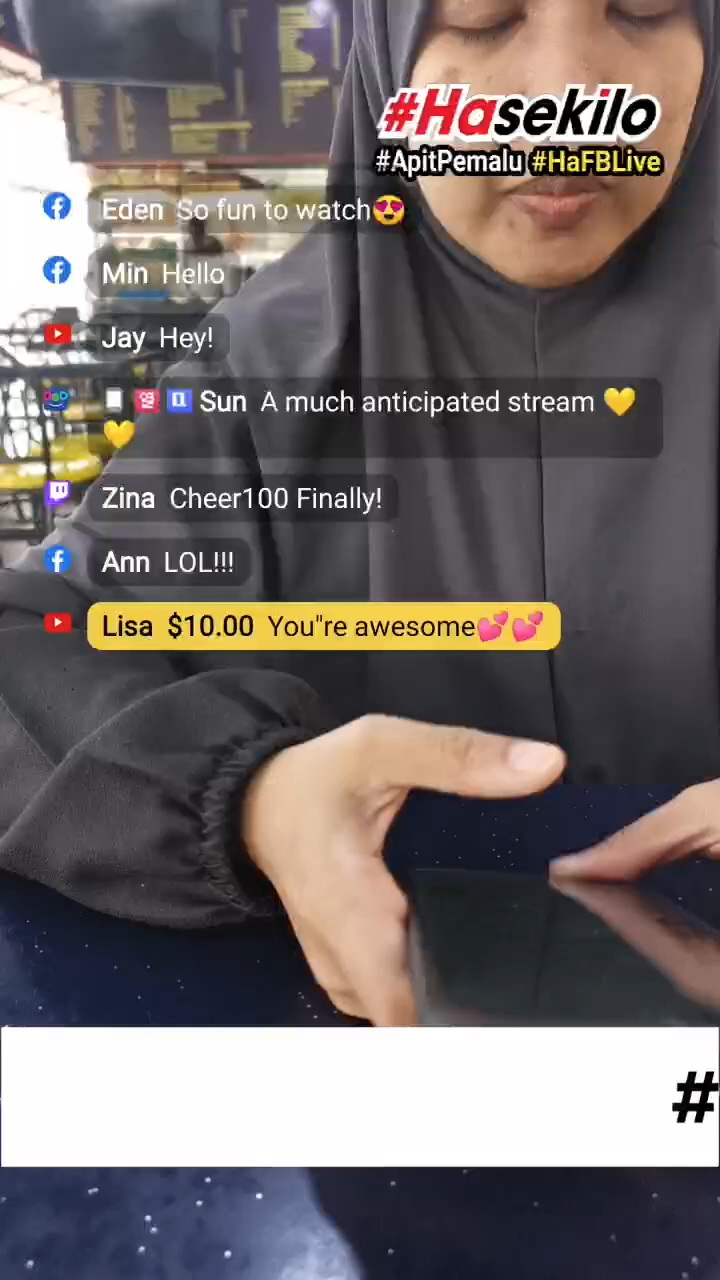 #Hasekilo
#ApitPemalu #HaFBLive
Eden So fun to watch😍
Min Hello
Jay Hey!
Sun A much anticipated stream 💛
💛
Zina Cheer100 Finally!
Ann LOL!!!
Lisa $10.00 You"re awesome💕💕
#